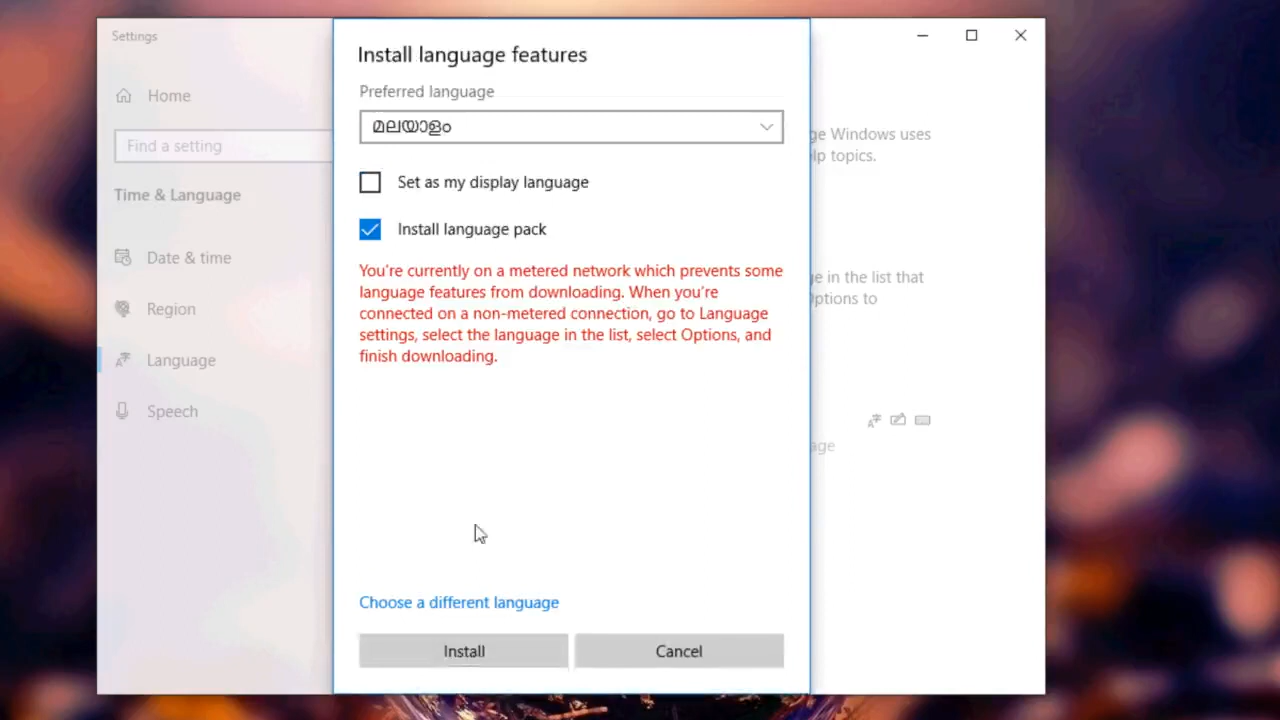 Settings
Home
Find a setting
Time & Language
Date & time
Region
Language
Speech
Install language features
Preferred language
മലയാളം
Set as my display language
Install language pack
You're currently on a metered network which prevents some
language features from downloading. When you're
connected on a non-metered connection, go to Language
settings, select the language in the list, select Options, and
finish downloading.
Choose a different language
Install
Cancel
ge Windows uses
lp topics.
ge in the list that
Options to
age